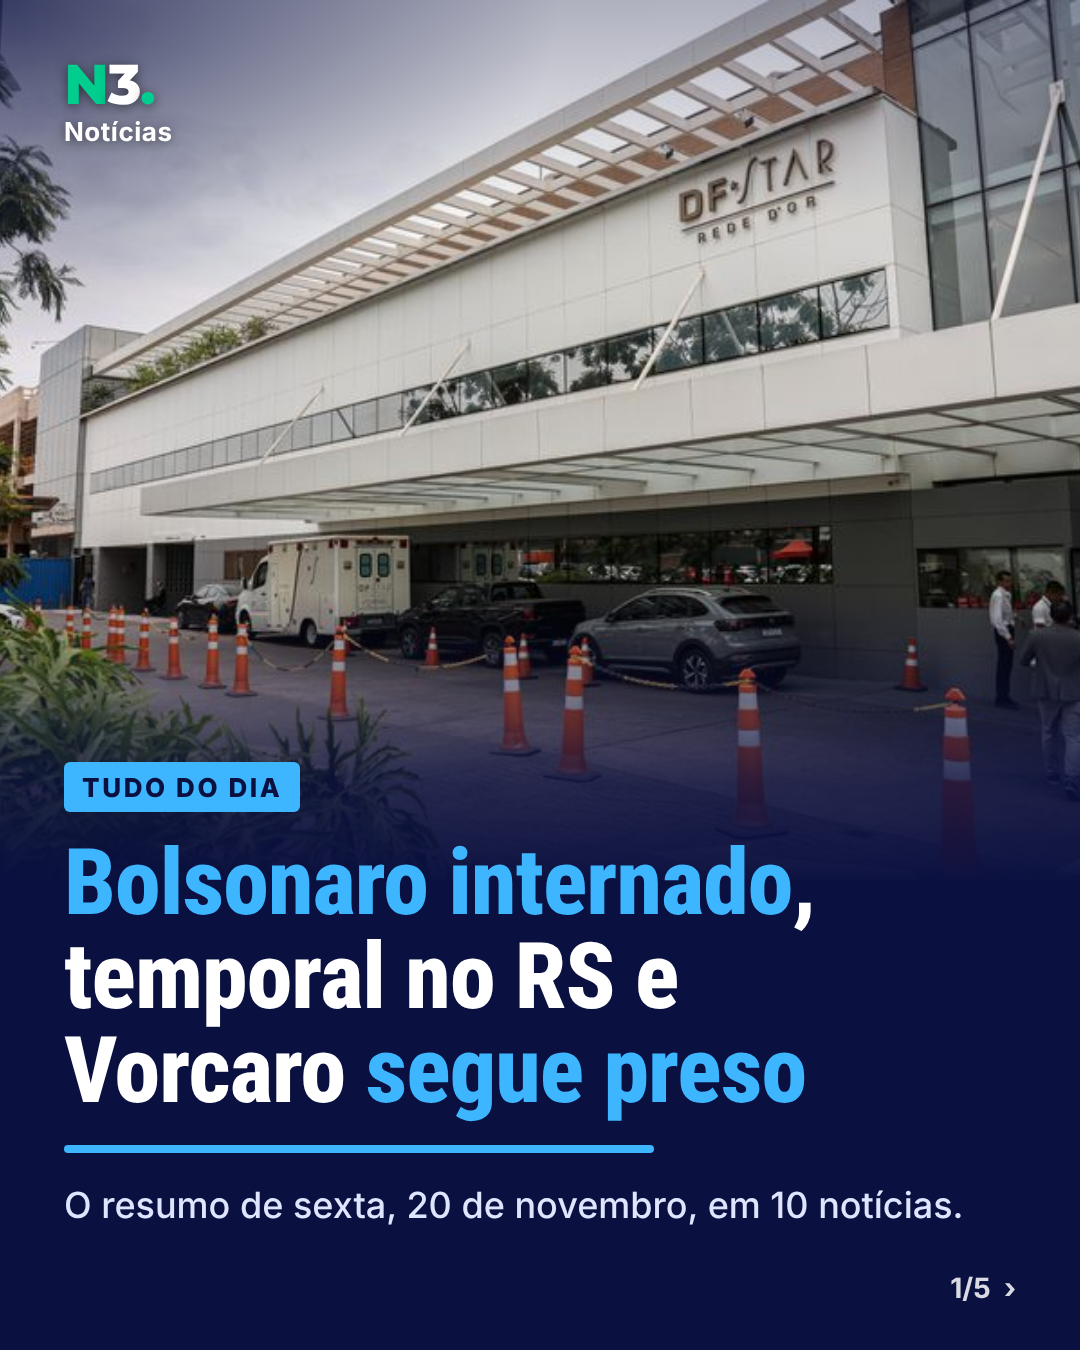 N3.
Notícias
DF STAR
REDE D'OR
TUDO DO DIA
Bolsonaro internado,
temporal no RS e
Vorcaro segue preso
O resumo de sexta, 20 de novembro, em 10 notícias.
1/5 ›